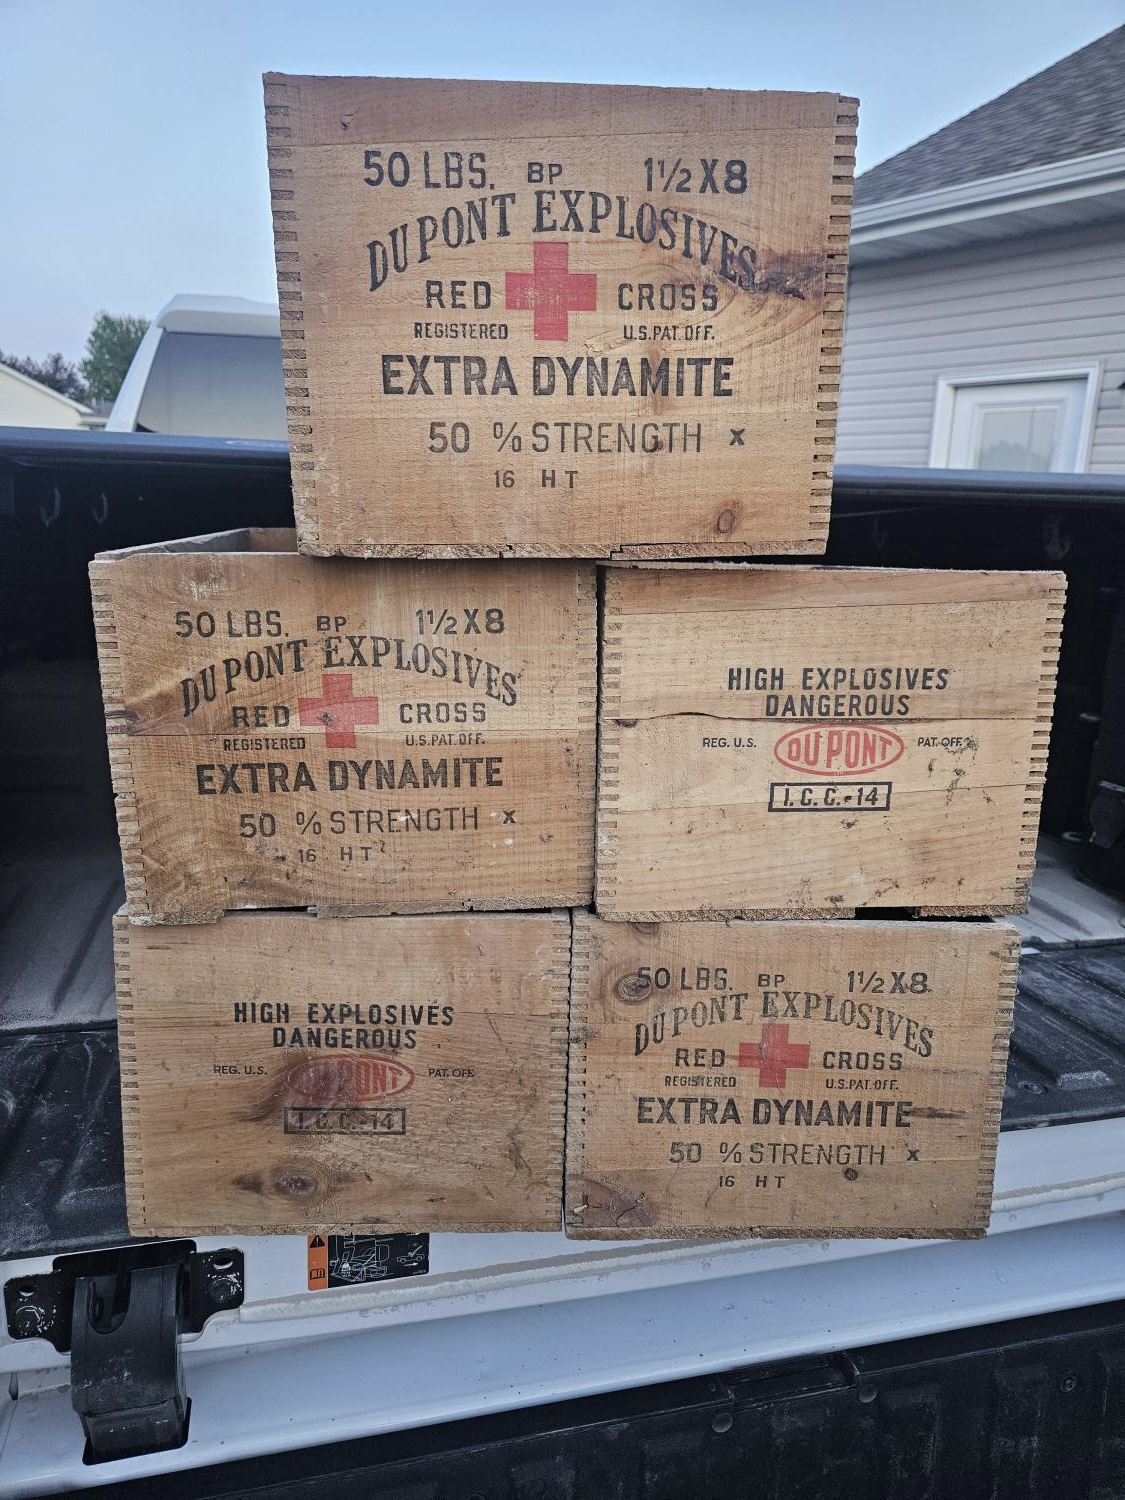 50 LBS. BP 1½X8
DU PONT EXPLOSIVES
RED CROSS
REGISTERED U.S.PAT.OFF.
EXTRA DYNAMITE
50 % STRENGTH X
16 HT
50 LBS. BP 1½X8
DU PONT EXPLOSIVES
RED CROSS
REGISTERED U.S.PAT.OFF.
EXTRA DYNAMITE
50 % STRENGTH X
16 HT
HIGH EXPLOSIVES
DANGEROUS
REG. U.S. DU PONT PAT. OFF.
I.C.C.-14
HIGH EXPLOSIVES
DANGEROUS
REG. U.S. DU PONT PAT. OFF.
I.C.C.-14
50 LBS. BP 1½X8
DU PONT EXPLOSIVES
RED CROSS
REGISTERED U.S.PAT.OFF.
EXTRA DYNAMITE
50 % STRENGTH X
16 HT